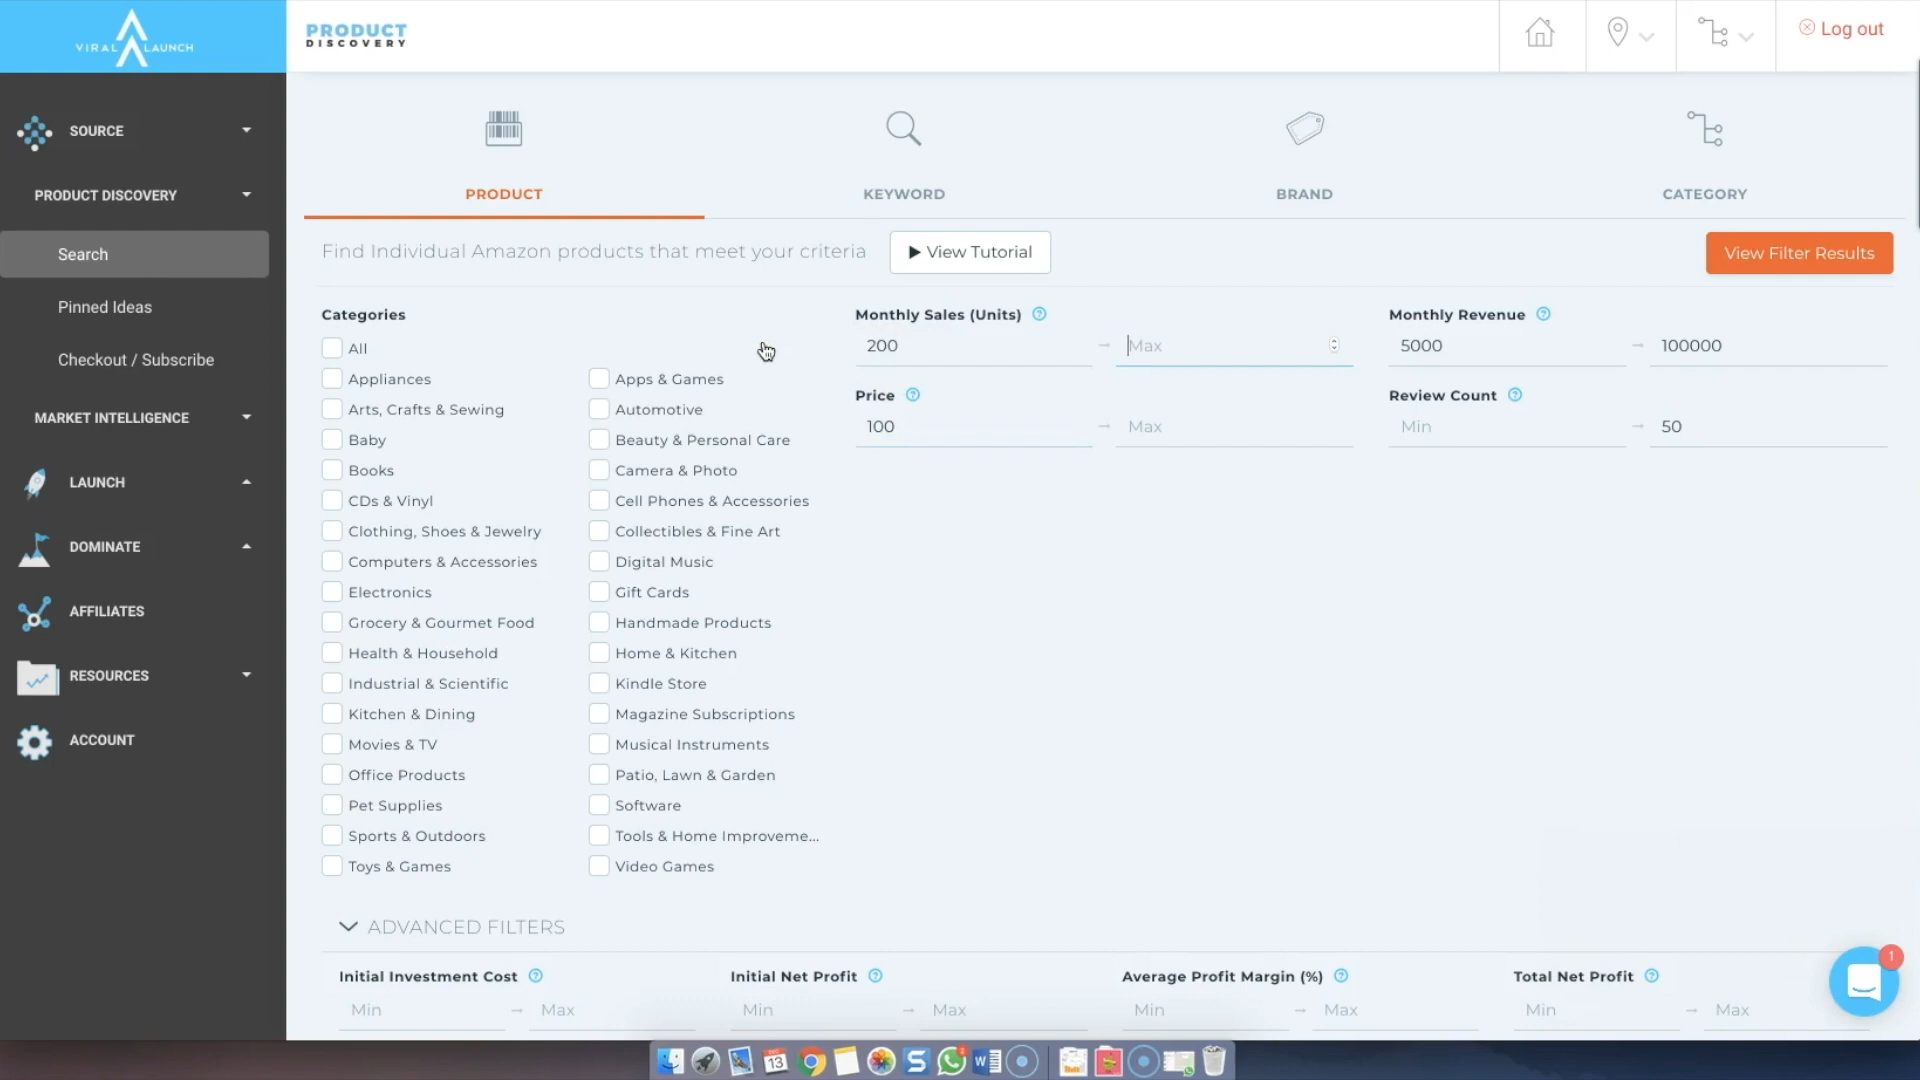 VIRAL LAUNCH
PRODUCT
DISCOVERY
Log out
SOURCE
PRODUCT DISCOVERY
Search
Pinned Ideas
Checkout / Subscribe
MARKET INTELLIGENCE
LAUNCH
DOMINATE
AFFILIATES
RESOURCES
ACCOUNT
PRODUCT
KEYWORD
BRAND
CATEGORY
Find Individual Amazon products that meet your criteria
View Tutorial
View Filter Results
Categories
All
Appliances
Apps & Games
Arts, Crafts & Sewing
Automotive
Baby
Beauty & Personal Care
Books
Camera & Photo
CDs & Vinyl
Cell Phones & Accessories
Clothing, Shoes & Jewelry
Collectibles & Fine Art
Computers & Accessories
Digital Music
Electronics
Gift Cards
Grocery & Gourmet Food
Handmade Products
Health & Household
Home & Kitchen
Industrial & Scientific
Kindle Store
Kitchen & Dining
Magazine Subscriptions
Movies & TV
Musical Instruments
Office Products
Patio, Lawn & Garden
Pet Supplies
Software
Sports & Outdoors
Tools & Home Improveme...
Toys & Games
Video Games
Monthly Sales (Units) ?
200 → Max
Monthly Revenue ?
5000 → 100000
Price ?
100 → Max
Review Count ?
Min → 50
ADVANCED FILTERS
Initial Investment Cost ?
Min → Max
Initial Net Profit ?
Min → Max
Average Profit Margin (%) ?
Min → Max
Total Net Profit ?
Min → Max
1
13
S
W